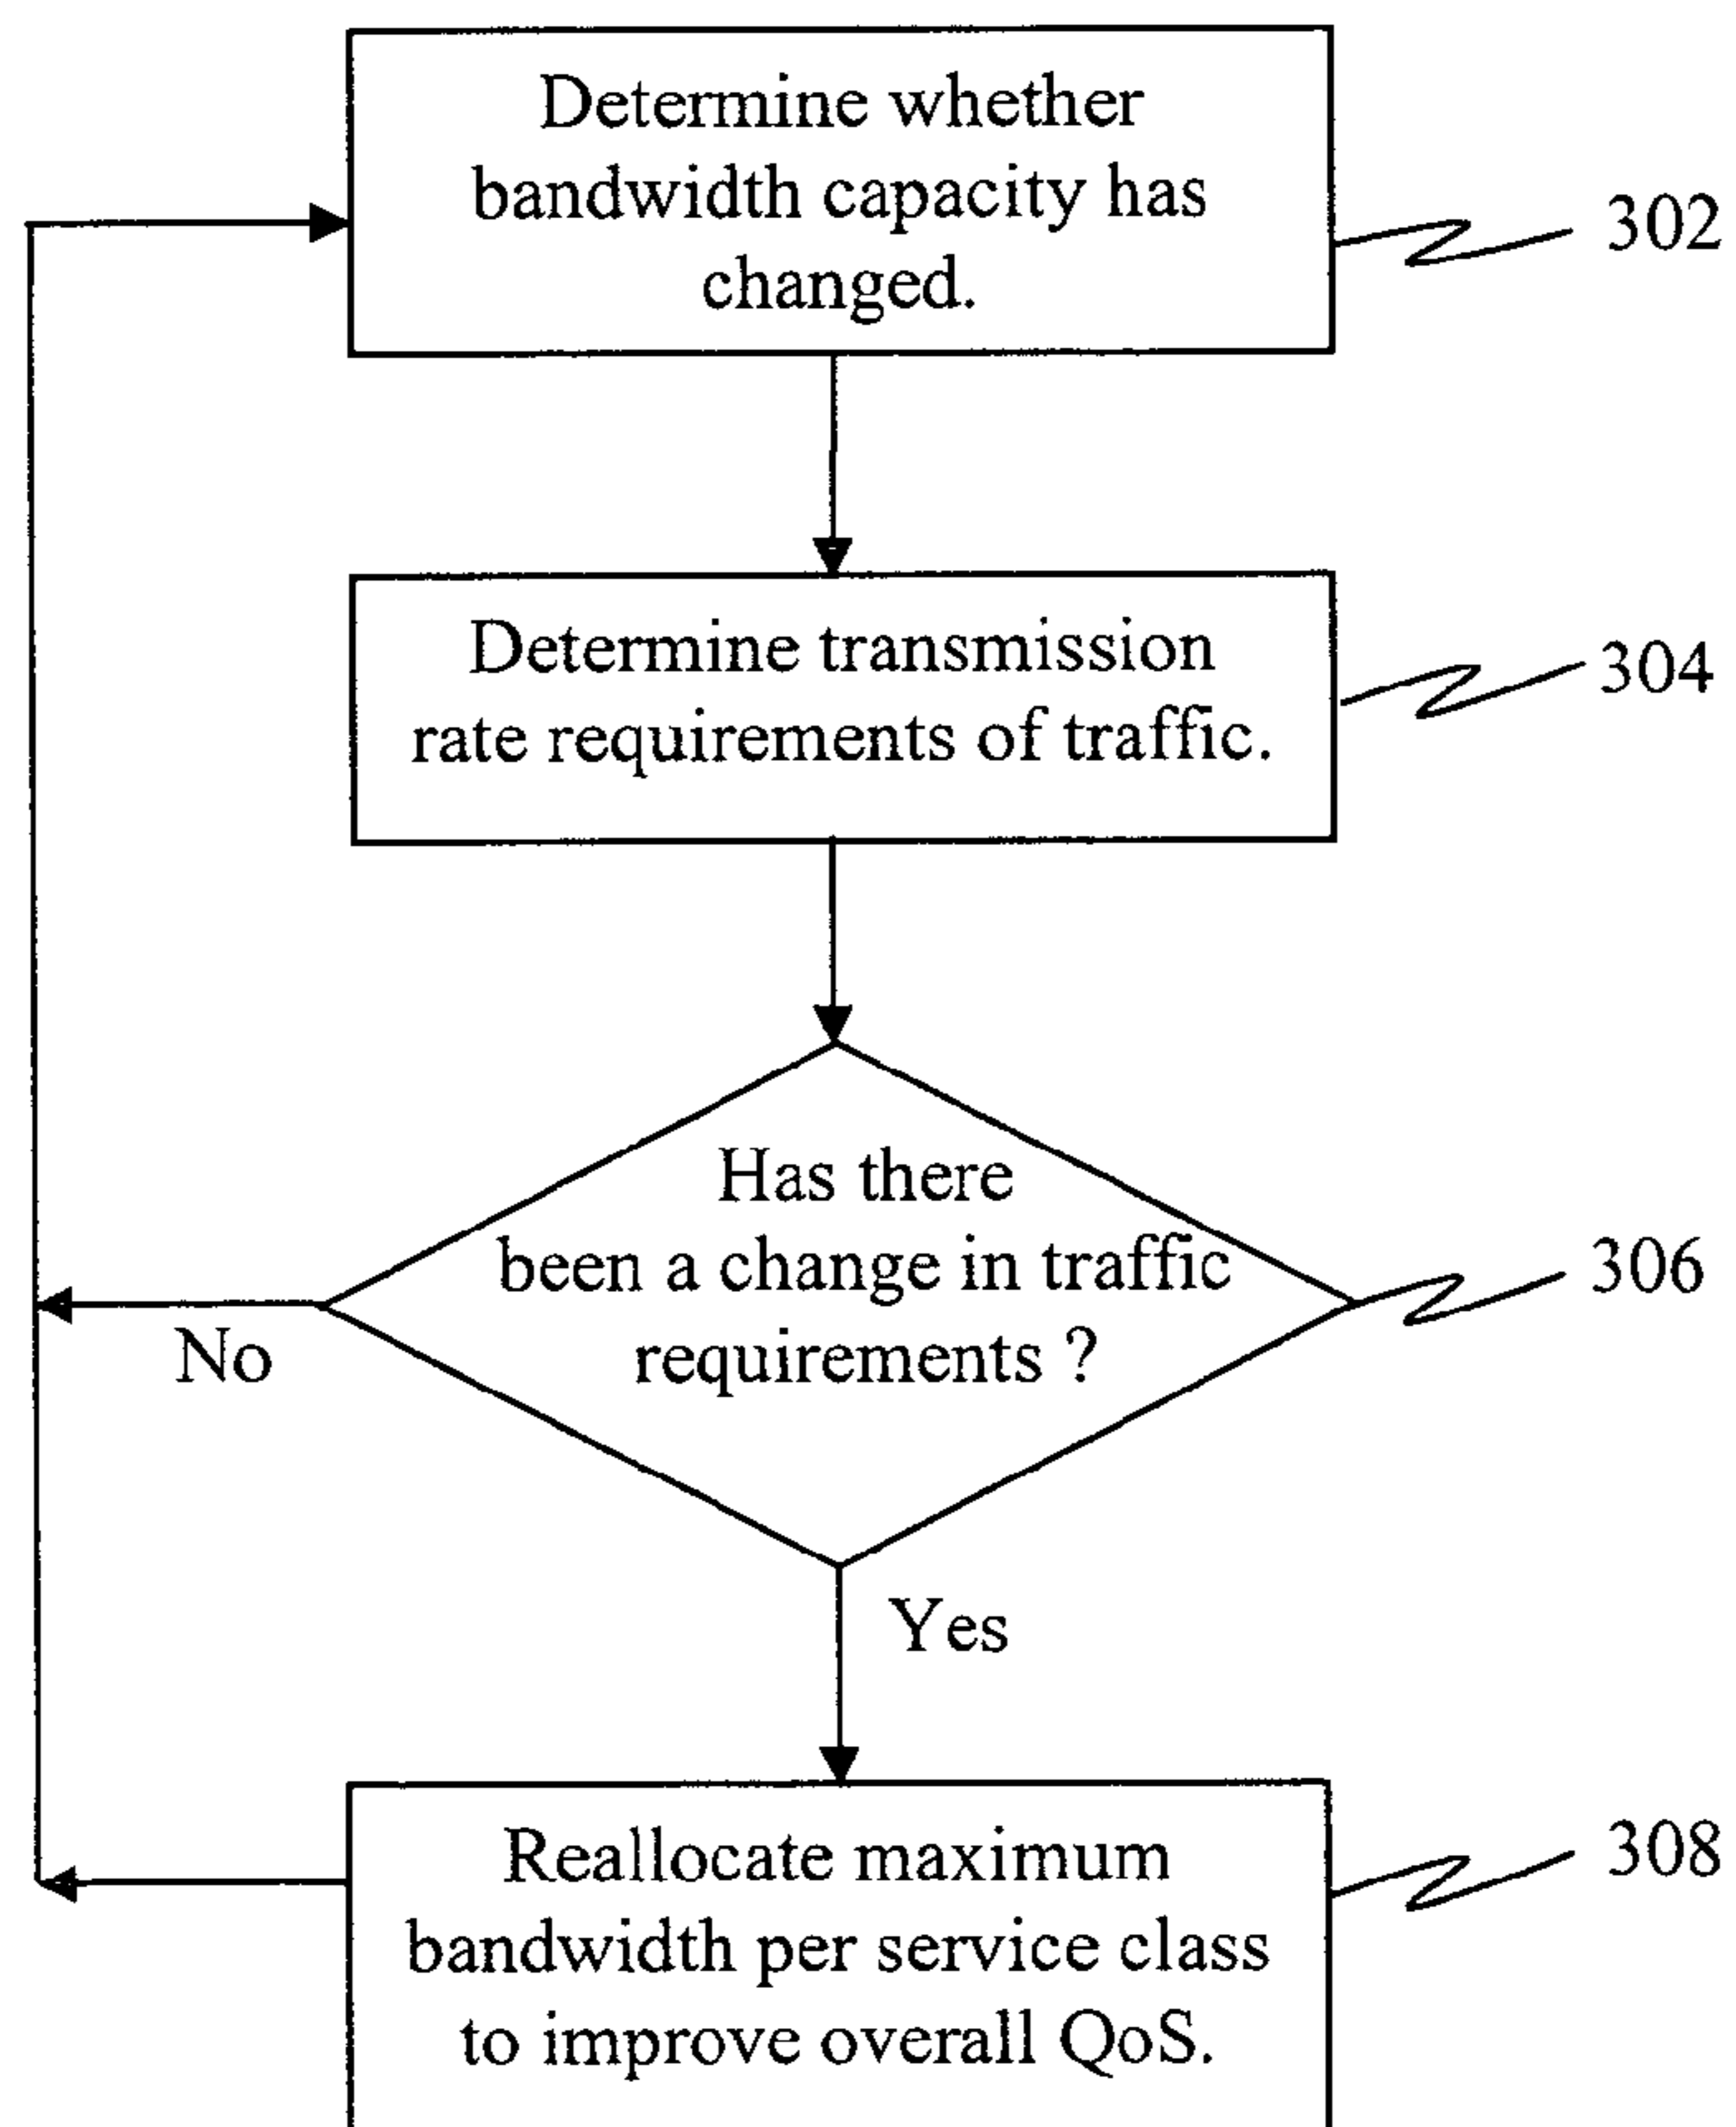 Determine whether
bandwidth capacity has
changed.
302
Determine transmission
rate requirements of traffic.
304
Has there
been a change in traffic
requirements ?
306
No
Yes
Reallocate maximum
bandwidth per service class
to improve overall QoS.
308